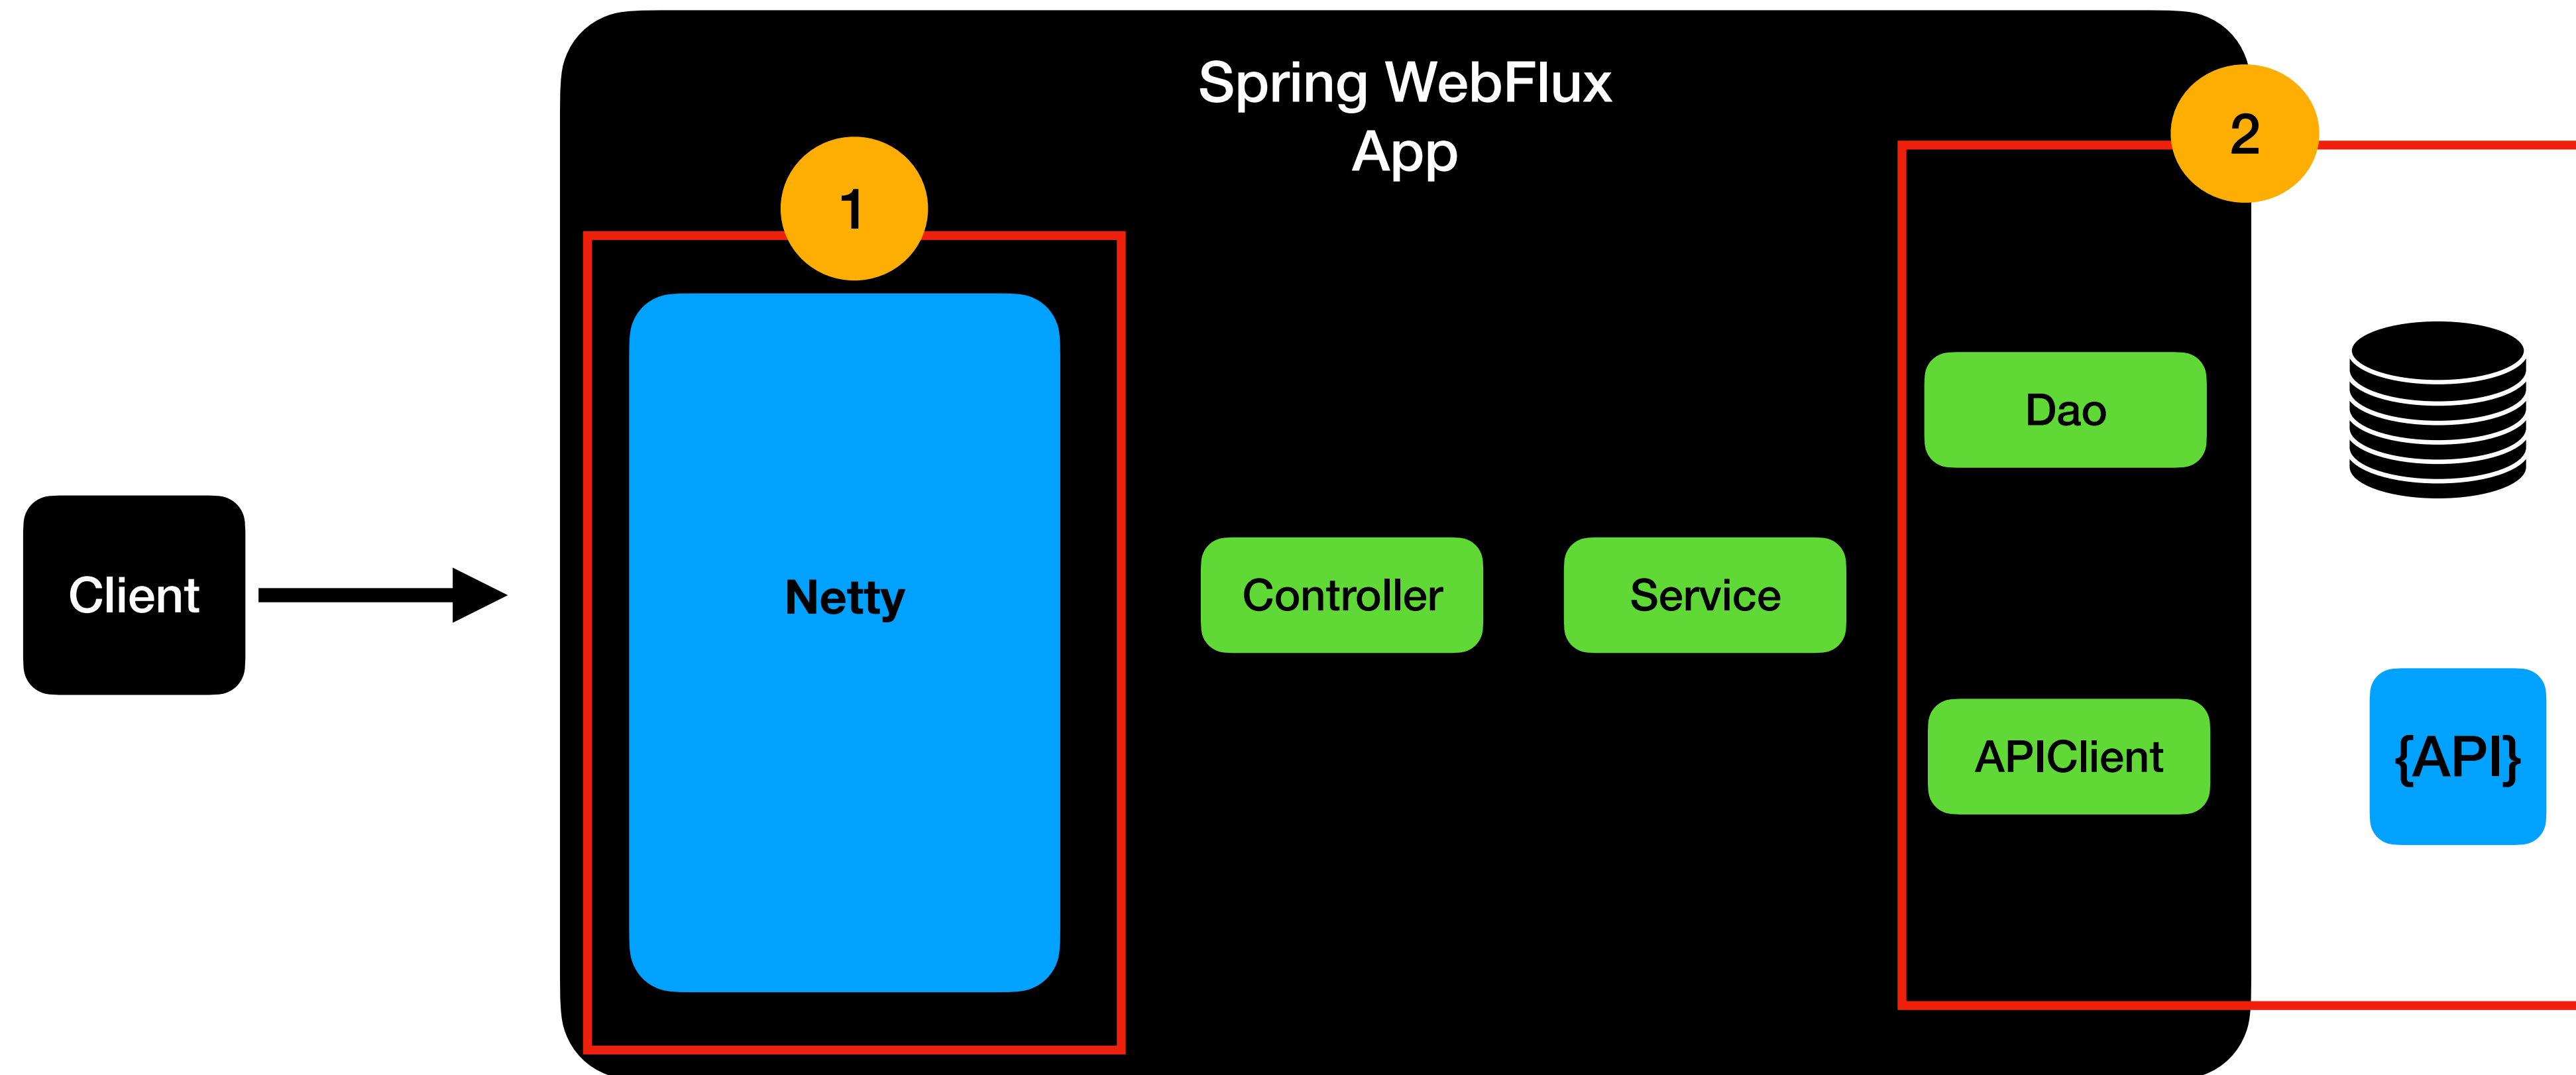 Spring WebFlux
App
1
2
Client
Netty
Controller
Service
Dao
APIClient
{API}